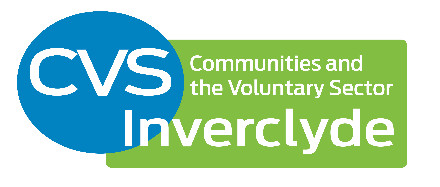 CVS
Communities and
the Voluntary Sector
Inverclyde